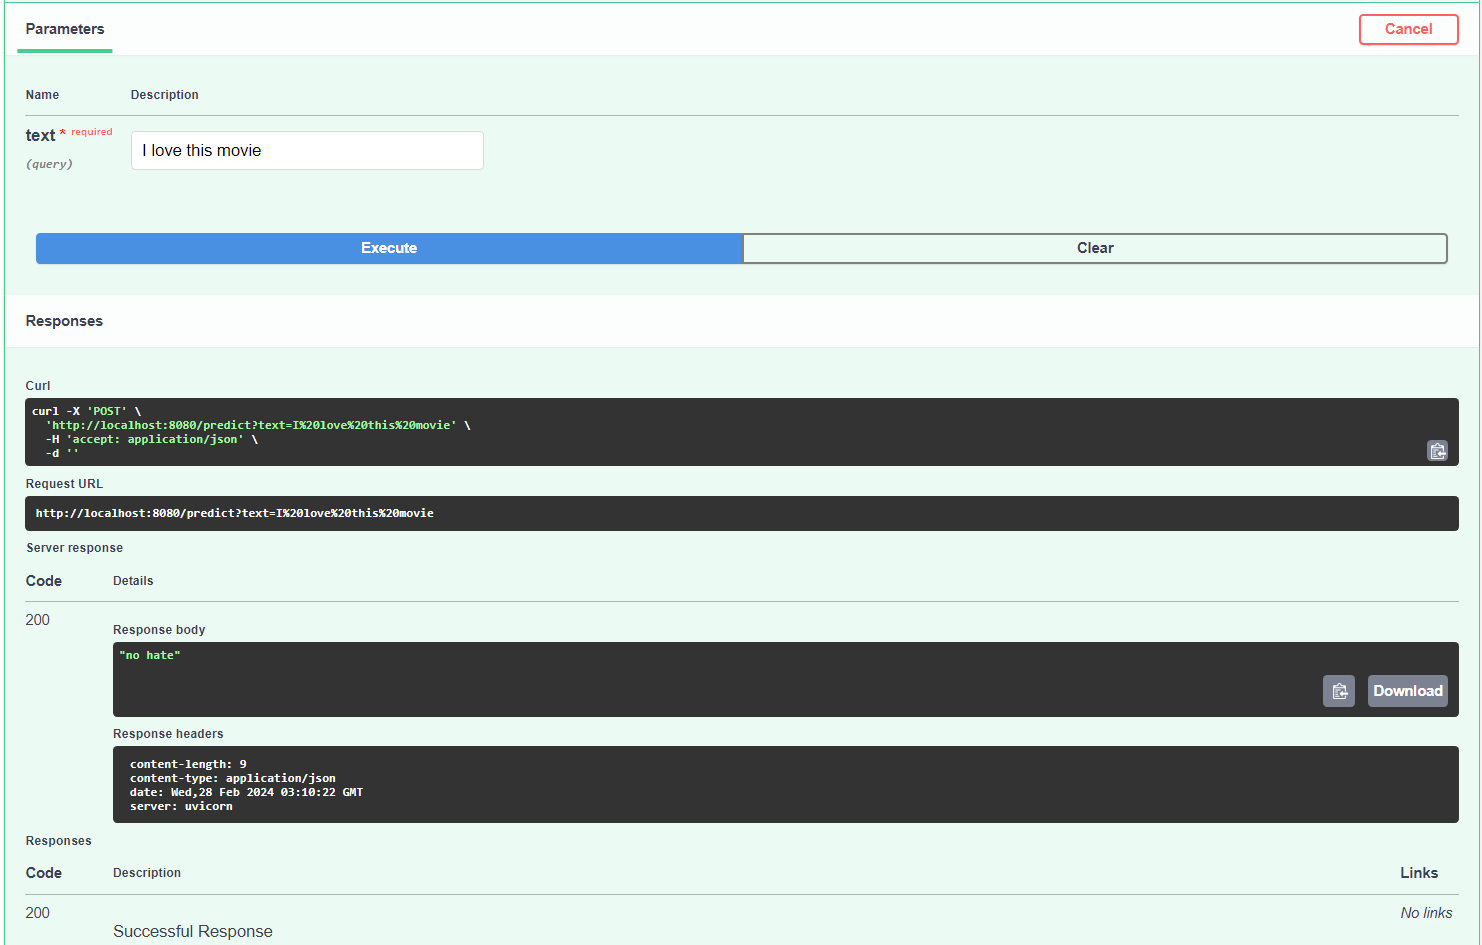 Parameters
Cancel
Name Description
text * required
(query)
I love this movie
Execute Clear
Responses
Curl
curl -X 'POST' \
'http://localhost:8080/predict?text=I%20love%20this%20movie' \
-H 'accept: application/json' \
-d ''
Request URL
http://localhost:8080/predict?text=I%20love%20this%20movie
Server response
Code Details
200
Response body
"no hate"
Download
Response headers
content-length: 9
content-type: application/json
date: Wed,28 Feb 2024 03:10:22 GMT
server: uvicorn
Responses
Code Description Links
200 No links
Successful Response